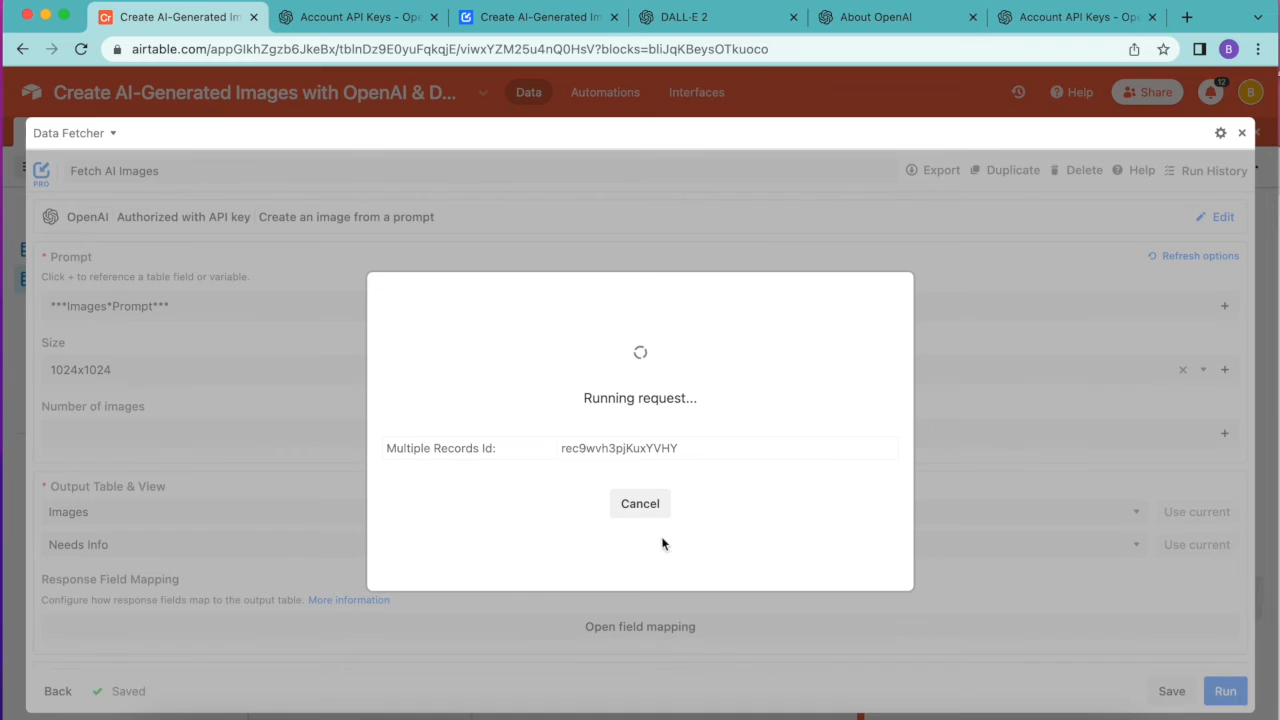 Create AI-Generated Im
Account API Keys - Ope
Create AI-Generated Im
DALL·E 2
About OpenAI
Account API Keys - Ope
airtable.com/appGlkhZgzb6JkeBx/tblnDz9E0yuFqkqjE/viwxYZM25u4nQ0HsV?blocks=bliJqKBeysOTkuoco
B
Create AI-Generated Images with OpenAI & D...
Data
Automations
Interfaces
Help
Share
12
B
Data Fetcher
PRO
Fetch AI Images
Export
Duplicate
Delete
Help
Run History
OpenAI Authorized with API key Create an image from a prompt
Edit
* Prompt
Refresh options
Click + to reference a table field or variable.
***Images*Prompt***
Size
1024x1024
Number of images
Running request...
Multiple Records Id: rec9wvh3pjKuxYVHY
Cancel
* Output Table & View
Images
Use current
Needs Info
Use current
Response Field Mapping
Configure how response fields map to the output table. More information
Open field mapping
Back
Saved
Save
Run